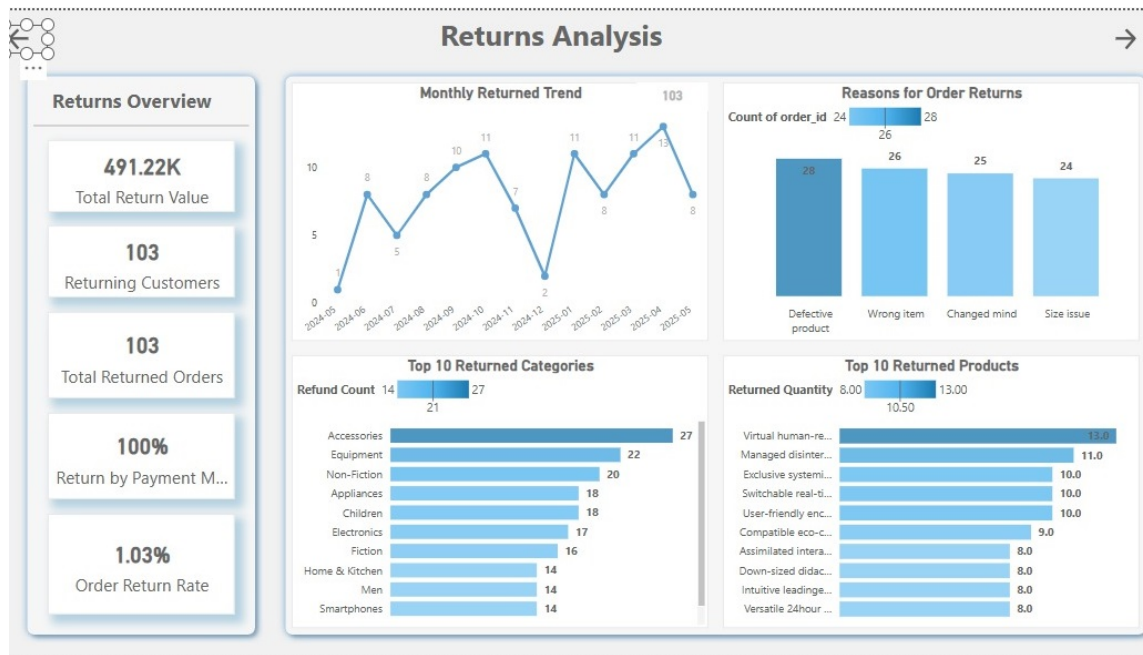 Returns Analysis
Returns Overview
491.22K
Total Return Value
103
Returning Customers
103
Total Returned Orders
100%
Return by Payment M...
1.03%
Order Return Rate
Monthly Returned Trend
103
10
5
0
1
8
5
8
10
11
7
2
11
8
11
13
8
2024-05
2024-06
2024-07
2024-08
2024-09
2024-10
2024-11
2024-12
2025-01
2025-02
2025-03
2025-04
2025-05
Reasons for Order Returns
Count of order_id 24 28
26
28
26
25
24
Defective product
Wrong item
Changed mind
Size issue
Top 10 Returned Categories
Refund Count 14 27
21
Accessories 27
Equipment 22
Non-Fiction 20
Appliances 18
Children 18
Electronics 17
Fiction 16
Home & Kitchen 14
Men 14
Smartphones 14
Top 10 Returned Products
Returned Quantity 8.00 13.00
10.50
Virtual human-re... 13.0
Managed disinter... 11.0
Exclusive systemi... 10.0
Switchable real-ti... 10.0
User-friendly enc... 10.0
Compatible eco-c... 9.0
Assimilated intera... 8.0
Down-sized didac... 8.0
Intuitive leadinge... 8.0
Versatile 24hour ... 8.0